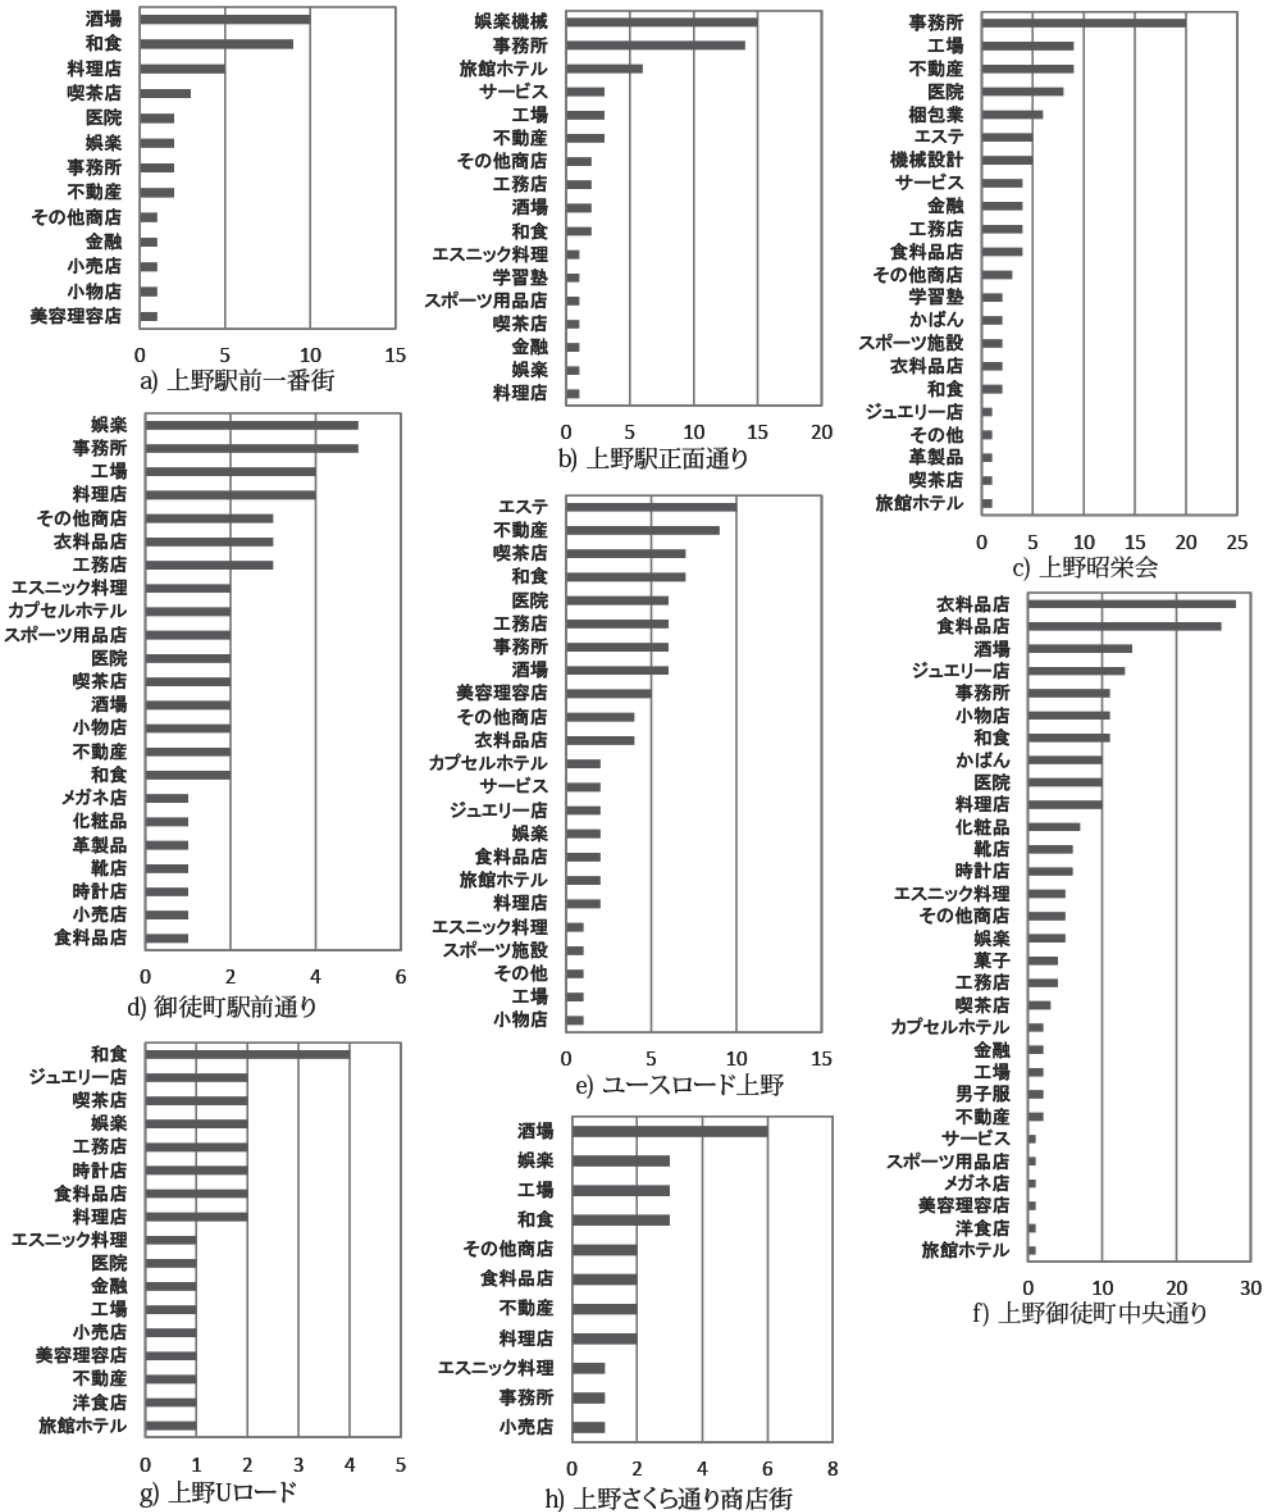 酒場
和食
料理店
喫茶店
医院
娯楽
事務所
不動産
その他商店
金融
小売店
小物店
美容理容店
0 5 10 15
a) 上野駅前一番街
娯楽機械
事務所
旅館ホテル
サービス
工場
不動産
その他商店
工務店
酒場
和食
エスニック料理
学習塾
スポーツ用品店
喫茶店
金融
娯楽
料理店
0 5 10 15 20
b) 上野駅正面通り
事務所
工場
不動産
医院
梱包業
エステ
機械設計
サービス
金融
工務店
食料品店
その他商店
学習塾
かばん
スポーツ施設
衣料品店
和食
ジュエリー店
その他
革製品
喫茶店
旅館ホテル
0 5 10 15 20 25
c) 上野昭栄会
娯楽
事務所
工場
料理店
その他商店
衣料品店
工務店
エスニック料理
カプセルホテル
スポーツ用品店
医院
喫茶店
酒場
小物店
不動産
和食
メガネ店
化粧品
革製品
靴店
時計店
小売店
食料品店
0 2 4 6
d) 御徒町駅前通り
エステ
不動産
喫茶店
和食
医院
工務店
事務所
酒場
美容理容店
その他商店
衣料品店
カプセルホテル
サービス
ジュエリー店
娯楽
食料品店
旅館ホテル
料理店
エスニック料理
スポーツ施設
その他
工場
小物店
0 5 10 15
e) ユースロード上野
衣料品店
食料品店
酒場
ジュエリー店
事務所
小物店
和食
かばん
医院
料理店
化粧品
靴店
時計店
エスニック料理
その他商店
娯楽
菓子
工務店
喫茶店
カプセルホテル
金融
工場
男子服
不動産
サービス
スポーツ用品店
メガネ店
美容理容店
洋食店
旅館ホテル
0 10 20 30
f) 上野御徒町中央通り
和食
ジュエリー店
喫茶店
娯楽
工務店
時計店
食料品店
料理店
エスニック料理
医院
金融
工場
小売店
美容理容店
不動産
洋食店
旅館ホテル
0 1 2 3 4 5
g) 上野Uロード
酒場
娯楽
工場
和食
その他商店
食料品店
不動産
料理店
エスニック料理
事務所
小売店
0 2 4 6 8
h) 上野さくら通り商店街